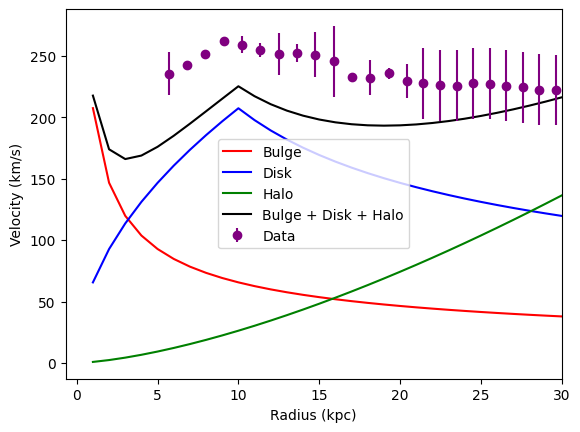 250
200
150
100
50
0
Velocity (km/s)
Bulge
Disk
Halo
Bulge + Disk + Halo
Data
0 5 10 15 20 25 30
Radius (kpc)